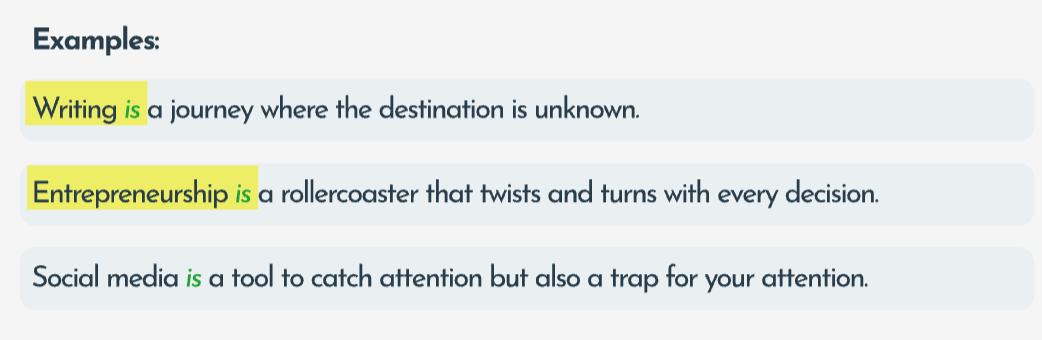 Examples:
Writing is a journey where the destination is unknown.
Entrepreneurship is a rollercoaster that twists and turns with every decision.
Social media is a tool to catch attention but also a trap for your attention.